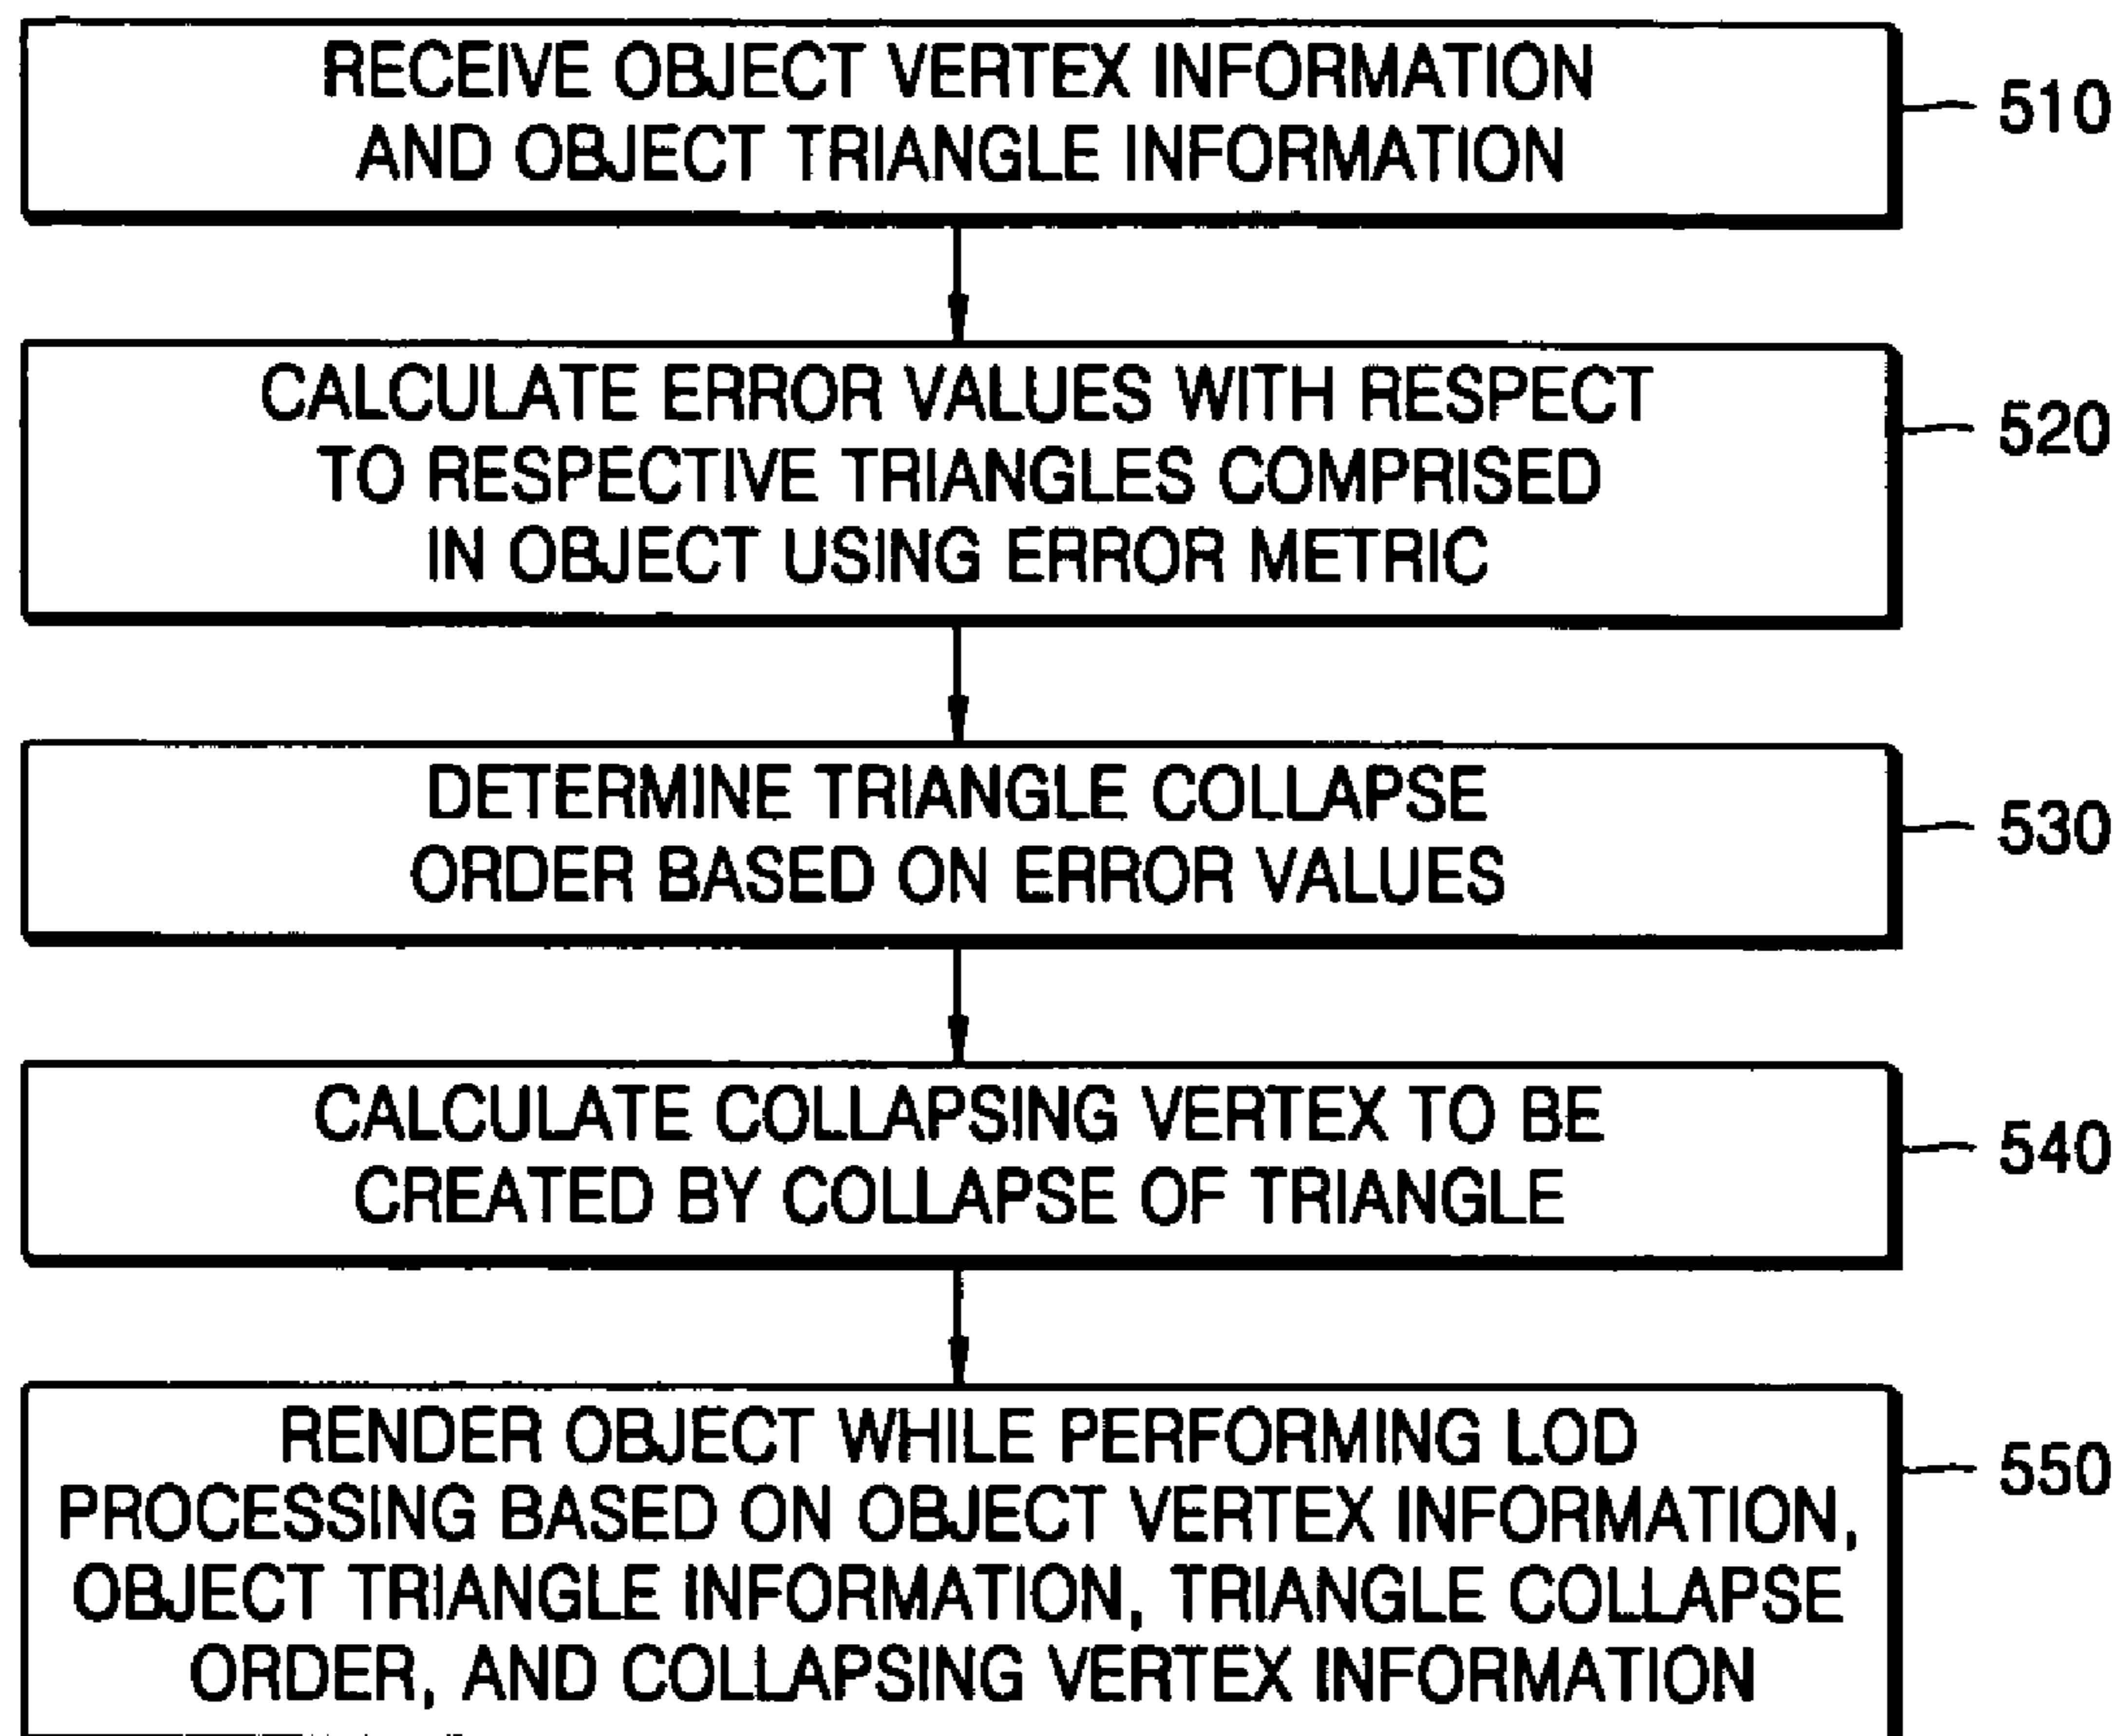 RECEIVE OBJECT VERTEX INFORMATION
AND OBJECT TRIANGLE INFORMATION
510
CALCULATE ERROR VALUES WITH RESPECT
TO RESPECTIVE TRIANGLES COMPRISED
IN OBJECT USING ERROR METRIC
520
DETERMINE TRIANGLE COLLAPSE
ORDER BASED ON ERROR VALUES
530
CALCULATE COLLAPSING VERTEX TO BE
CREATED BY COLLAPSE OF TRIANGLE
540
RENDER OBJECT WHILE PERFORMING LOD
PROCESSING BASED ON OBJECT VERTEX INFORMATION,
OBJECT TRIANGLE INFORMATION, TRIANGLE COLLAPSE
ORDER, AND COLLAPSING VERTEX INFORMATION
550